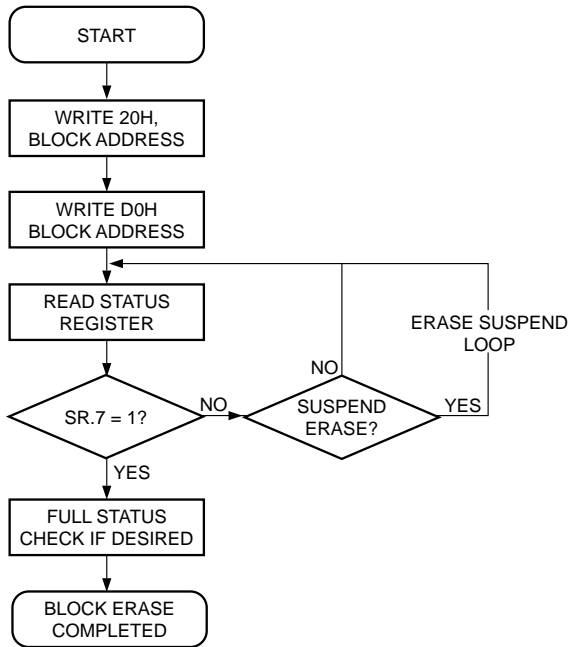 START
WRITE 20H,
BLOCK ADDRESS
WRITE D0H
BLOCK ADDRESS
READ STATUS
REGISTER
ERASE SUSPEND
LOOP
SR.7 = 1?
NO
SUSPEND
ERASE?
NO
YES
YES
FULL STATUS
CHECK IF DESIRED
BLOCK ERASE
COMPLETED